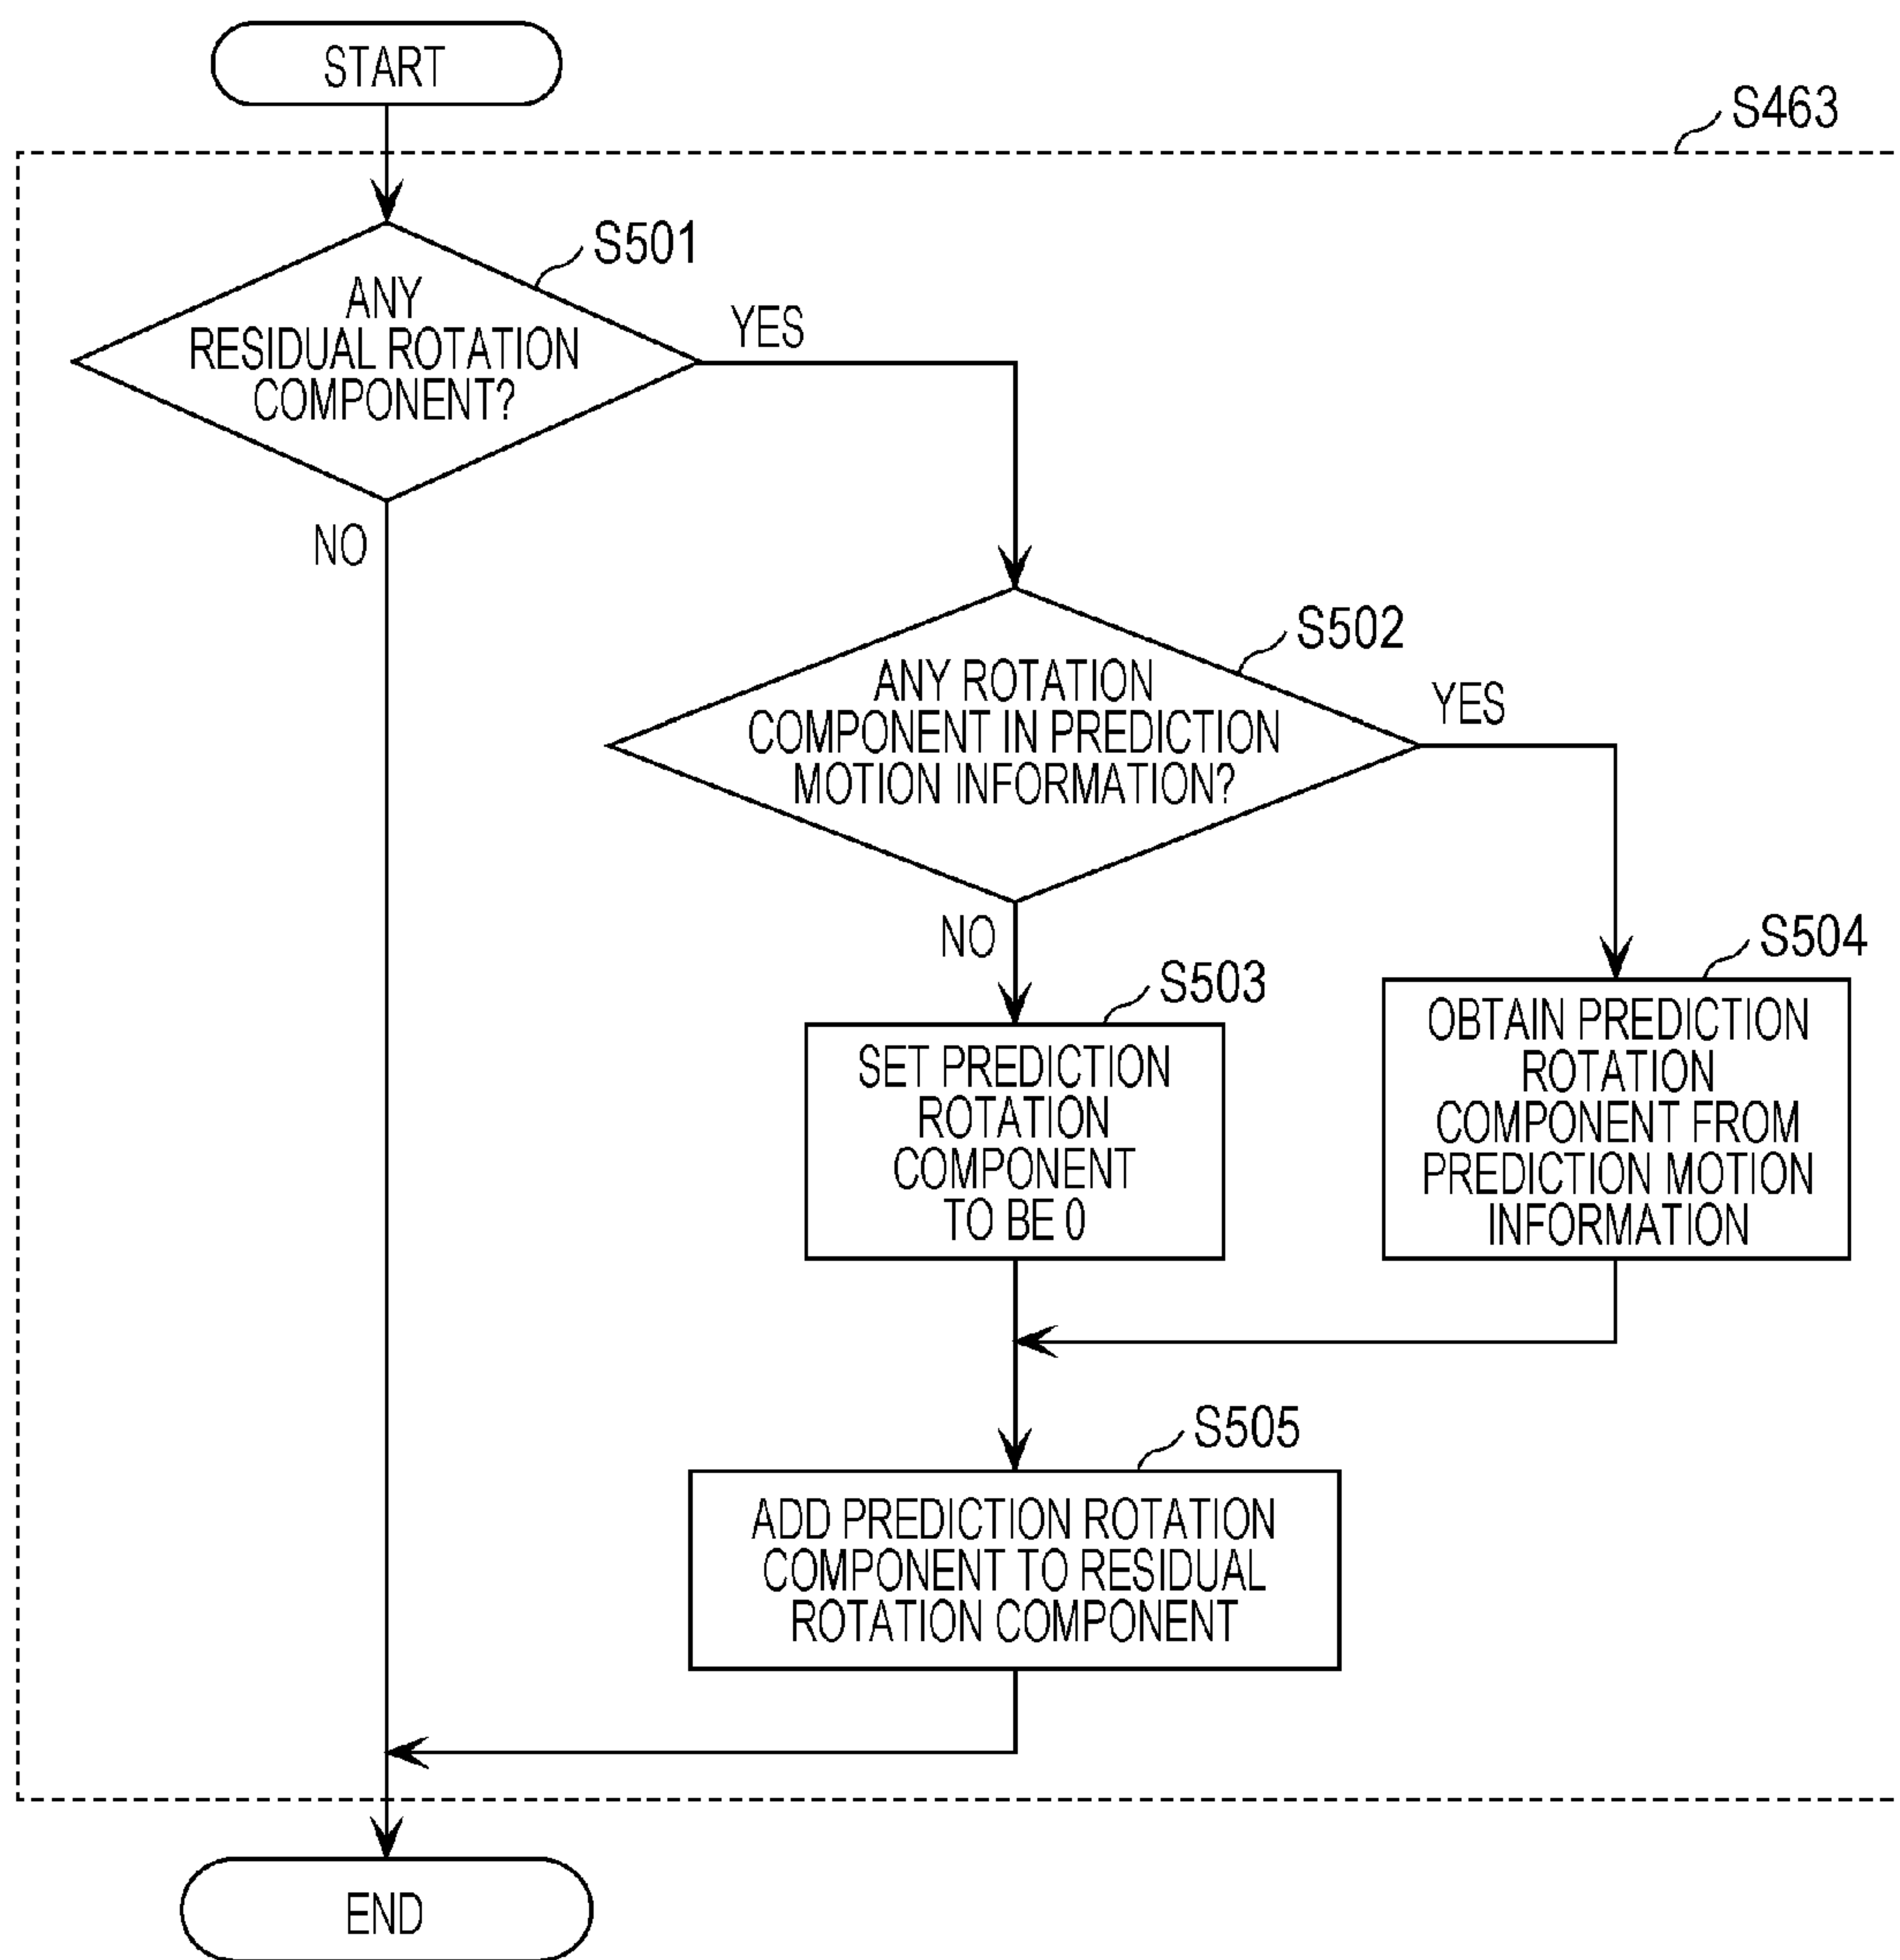 START
S463
S501
ANY
RESIDUAL ROTATION
COMPONENT?
YES
NO
S502
ANY ROTATION
COMPONENT IN PREDICTION
MOTION INFORMATION?
YES
NO
S503
SET PREDICTION
ROTATION
COMPONENT
TO BE 0
S504
OBTAIN PREDICTION
ROTATION
COMPONENT FROM
PREDICTION MOTION
INFORMATION
S505
ADD PREDICTION ROTATION
COMPONENT TO RESIDUAL
ROTATION COMPONENT
END